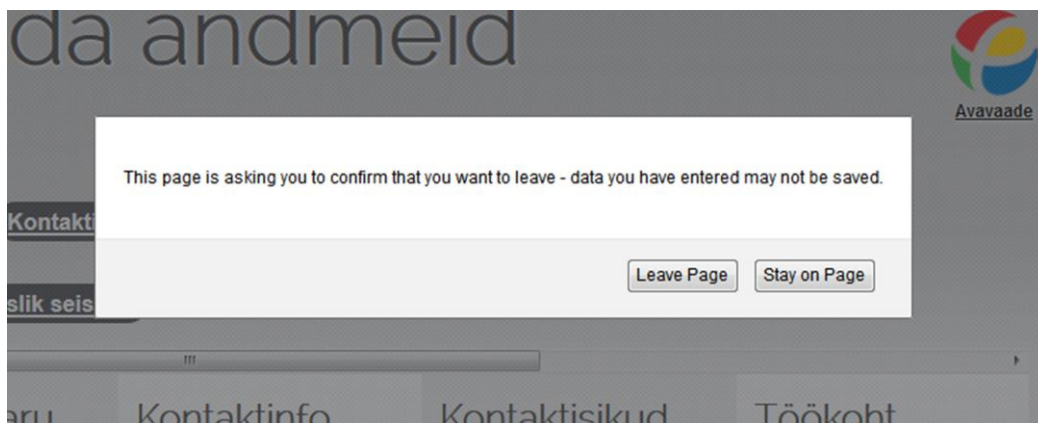 da andmeid
Avavaade
This page is asking you to confirm that you want to leave - data you have entered may not be saved.
Kontakti
Leave Page Stay on Page
slik seis
aru Kontaktinfo Kontaktisikud Töökoht